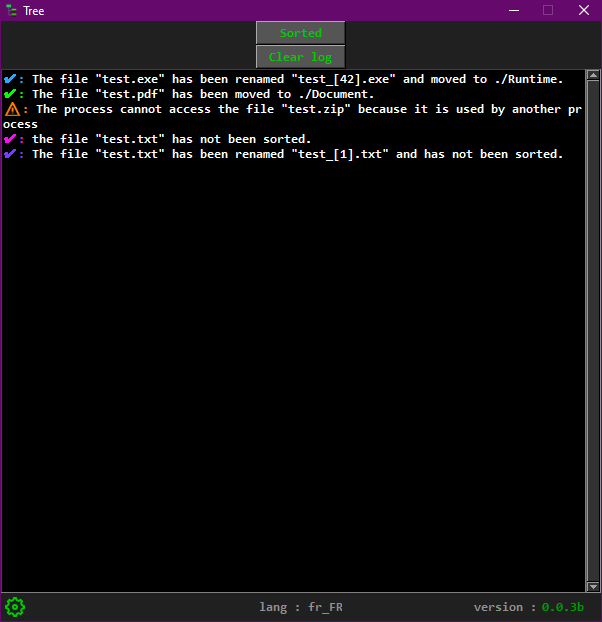 Tree
Sorted
Clear log
✔: The file "test.exe" has been renamed "test_[42].exe" and moved to ./Runtime.
✔: The file "test.pdf" has been moved to ./Document.
⚠: The process cannot access the file "test.zip" because it is used by another pr
ocess
✔: the file "test.txt" has not been sorted.
✔: The file "test.txt" has been renamed "test_[1].txt" and has not been sorted.
lang : fr_FR
version : 0.0.3b